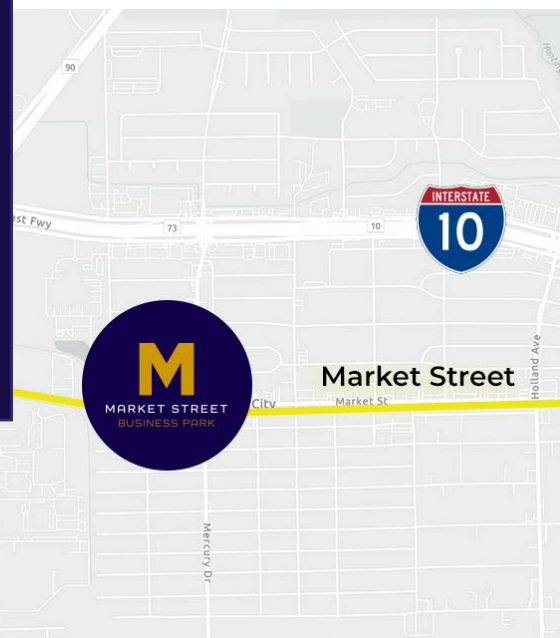 90
INTERSTATE
10
st Fwy
73
10
M
MARKET STREET
BUSINESS PARK
Market Street
City
Market St
Holland Ave
Mercury Dr